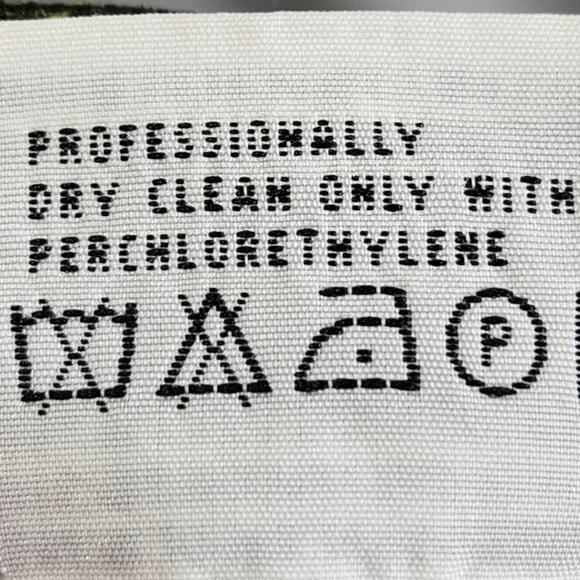 PROFESSIONALLY
DRY CLEAN ONLY WITH
PERCHLORETHYLENE
P